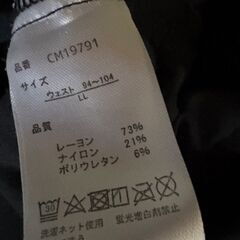 品番 CM19791
サイズ
ウエスト 94〜104
LL
品質
レーヨン 73%
ナイロン 21%
ポリウレタン 6%
30
洗濯ネット使用 蛍光増白剤禁止